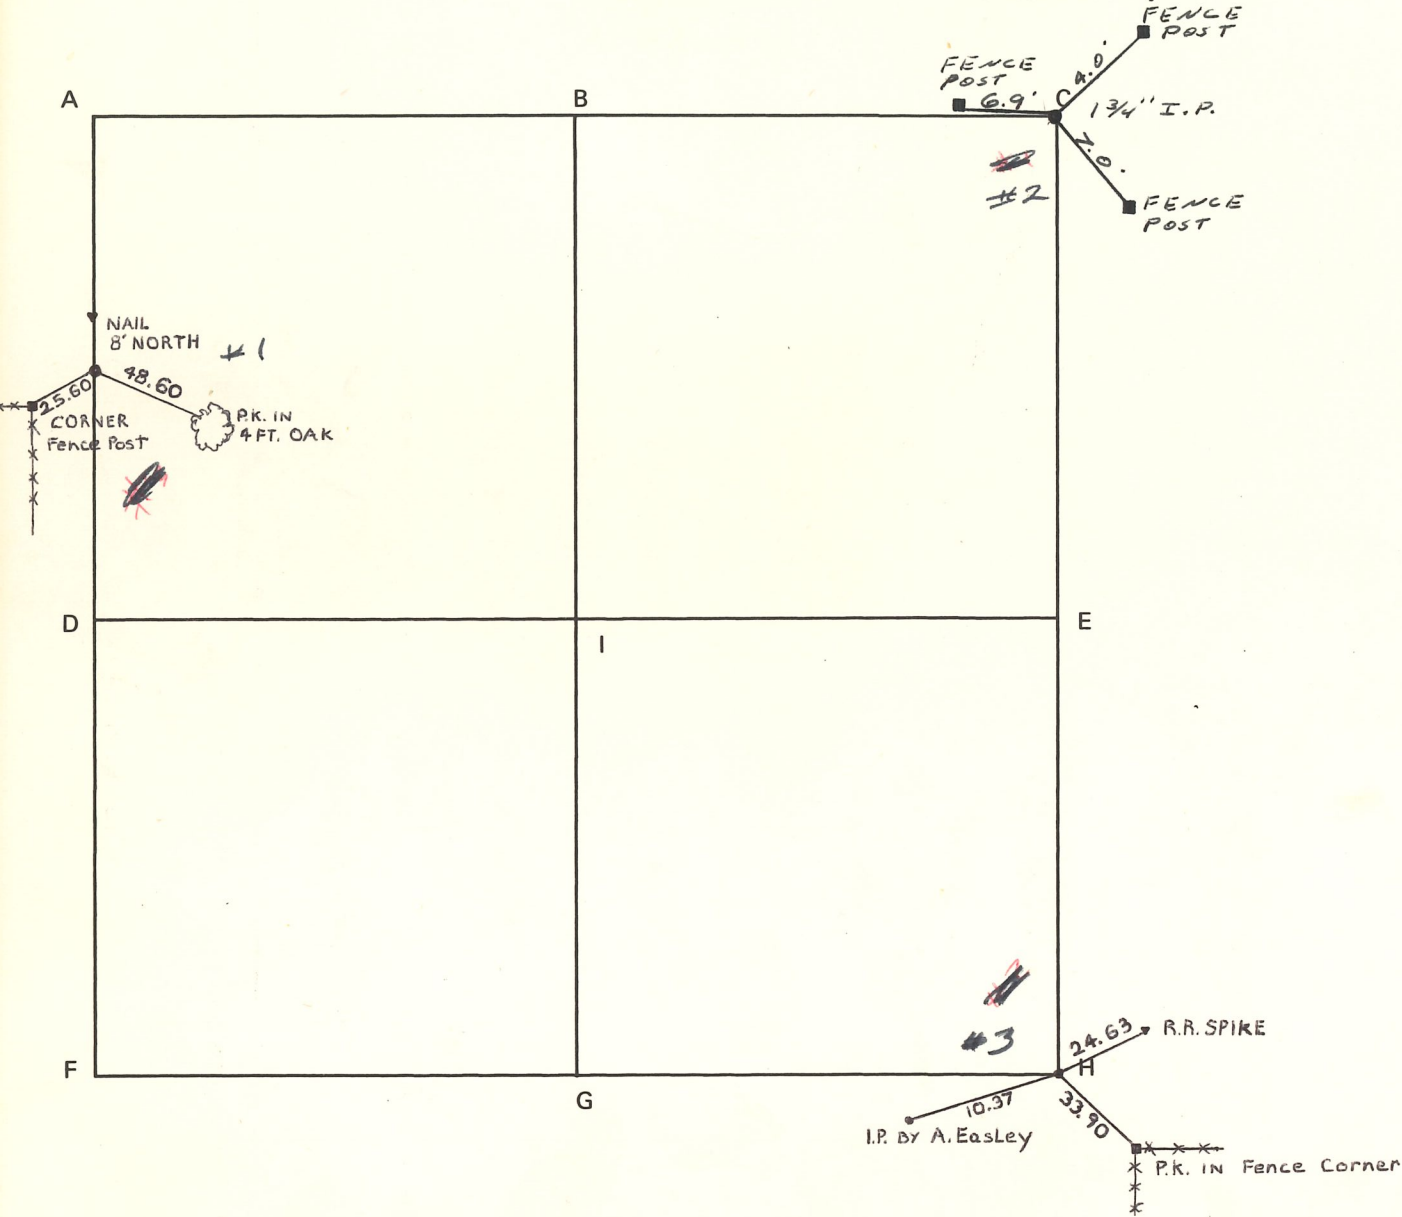 FENCE
POST
4.0'
FENCE
POST
6.9'
A
B
C
1 3/4" I.P.
7.0'
#2
FENCE
POST
NAIL
8' NORTH
#1
48.60
25.60
P.K. IN
4 FT. OAK
CORNER
Fence Post
D
E
I
#3
24.63
R.R. SPIKE
F
H
G
10.37
33.90
I.P. BY A. EasLey
P.K. IN Fence Corner